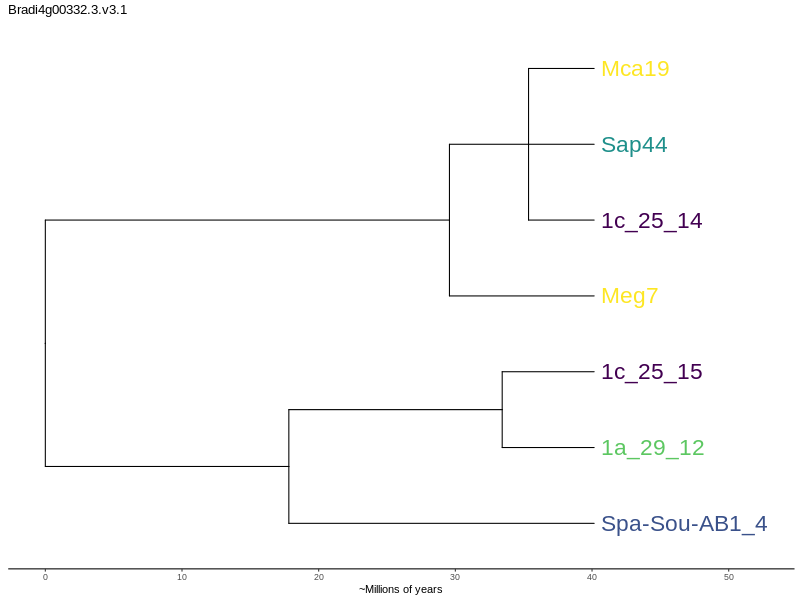 Bradi4g00332.3.v3.1
Mca19
Sap44
1c_25_14
Meg7
1c_25_15
1a_29_12
Spa-Sou-AB1_4
0 10 20 30 40 50
~Millions of years